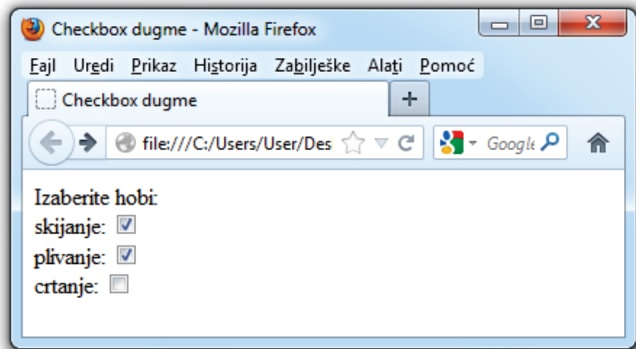 Checkbox dugme - Mozilla Firefox
Fajl Uredi Prikaz Historija Zabilješke Alati Pomoć
Checkbox dugme +
file:///C:/Users/User/Des Google
Izaberite hobi:
skijanje:
plivanje:
crtanje: